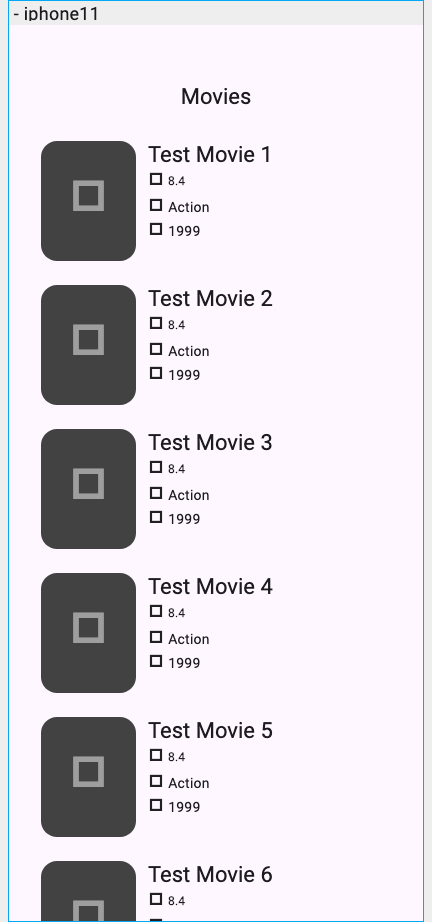 - iphone11
Movies
Test Movie 1
8.4
Action
1999
Test Movie 2
8.4
Action
1999
Test Movie 3
8.4
Action
1999
Test Movie 4
8.4
Action
1999
Test Movie 5
8.4
Action
1999
Test Movie 6
8.4